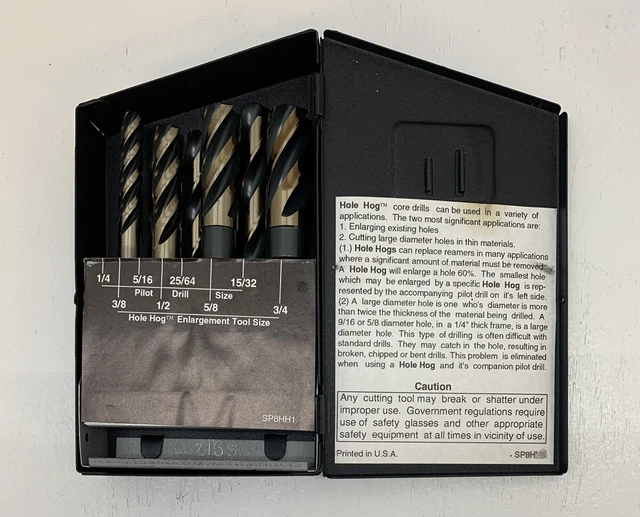 1/4 5/16 25/64 15/32
Pilot Drill Size
3/8 1/2 5/8 3/4
Hole Hog™ Enlargement Tool Size
SP8HH1
Hole Hog™ core drills can be used in a variety of
applications. The two most significant applications are:
1. Enlarging existing holes
2. Cutting large diameter holes in thin materials.
(1.) Hole Hogs can replace reamers in many applications
where a significant amount of material must be removed.
A Hole Hog will enlarge a hole 60%. The smallest hole
which may be enlarged by a specific Hole Hog is rep-
resented by the accompanying pilot drill on it's left side.
(2) A large diameter hole is one who's diameter is more
than twice the thickness of the material being drilled. A
9/16 or 5/8 diameter hole, in a 1/4" thick frame, is a large
diameter hole. This type of drilling is often difficult with
standard drills. They may catch in the hole, resulting in
broken, chipped or bent drills. This problem is eliminated
when using a Hole Hog and it's companion pilot drill.
Caution
Any cutting tool may break or shatter under
improper use. Government regulations require
use of safety glasses and other appropriate
safety equipment at all times in vicinity of use.
Printed in U.S.A.